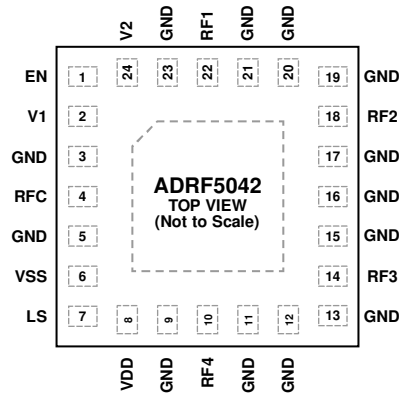 V2
GND
RF1
GND
GND
24
23
22
21
20
EN 1
19 GND
V1 2
18 RF2
GND 3
17 GND
RFC 4
16 GND
GND 5
15 GND
VSS 6
14 RF3
LS 7
13 GND
ADRF5042
TOP VIEW
(Not to Scale)
8
9
10
11
12
VDD
GND
RF4
GND
GND